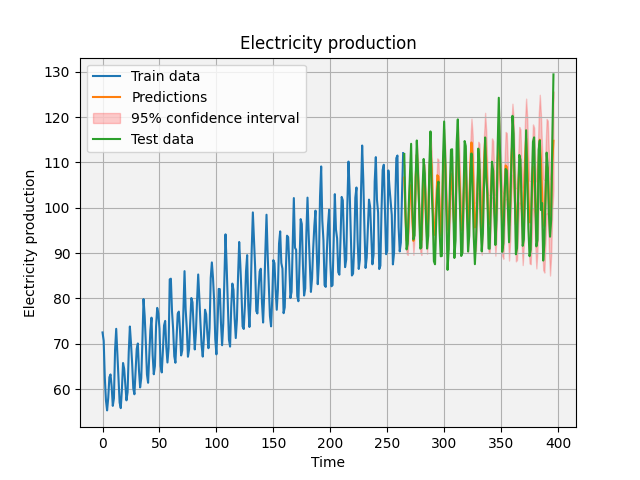 Electricity production
Train data
Predictions
95% confidence interval
Test data
Electricity production
130
120
110
100
90
80
70
60
0 50 100 150 200 250 300 350 400
Time